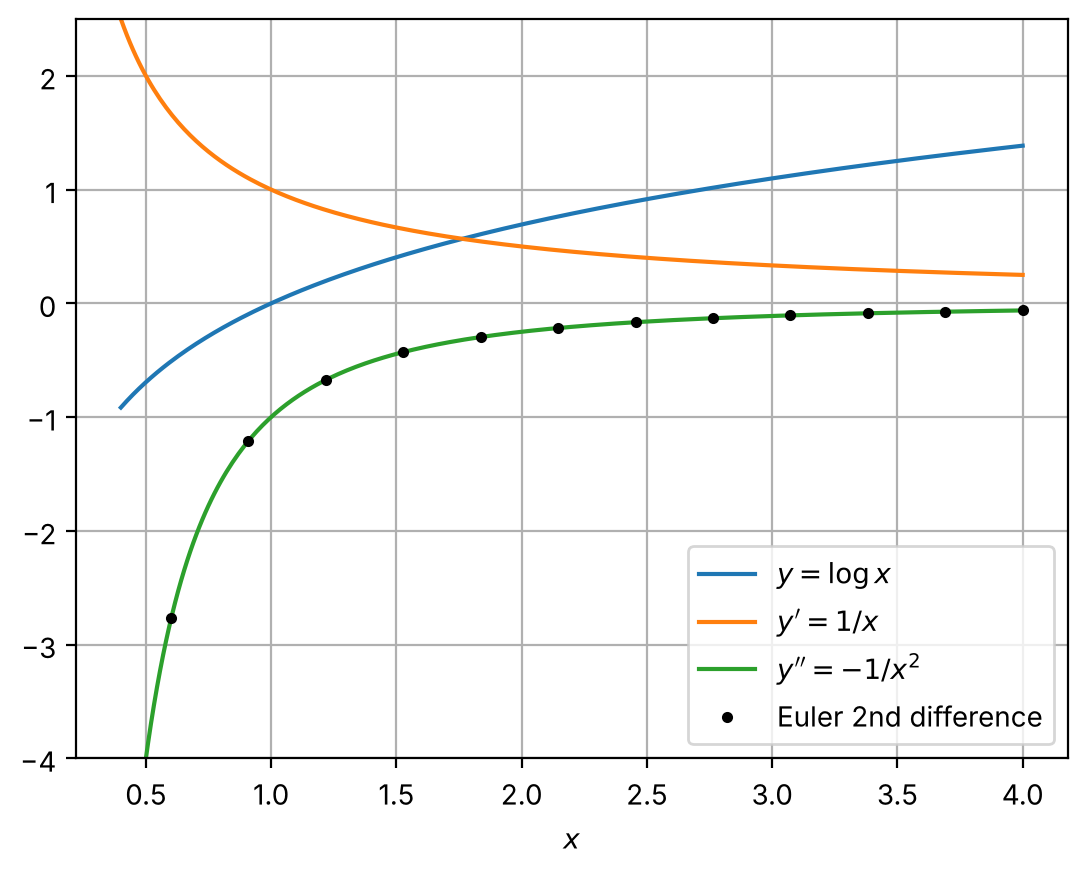 2
1
0
−1
−2
−3
−4
0.5 1.0 1.5 2.0 2.5 3.0 3.5 4.0
x
y = log x
y′ = 1/x
y″ = −1/x²
Euler 2nd difference